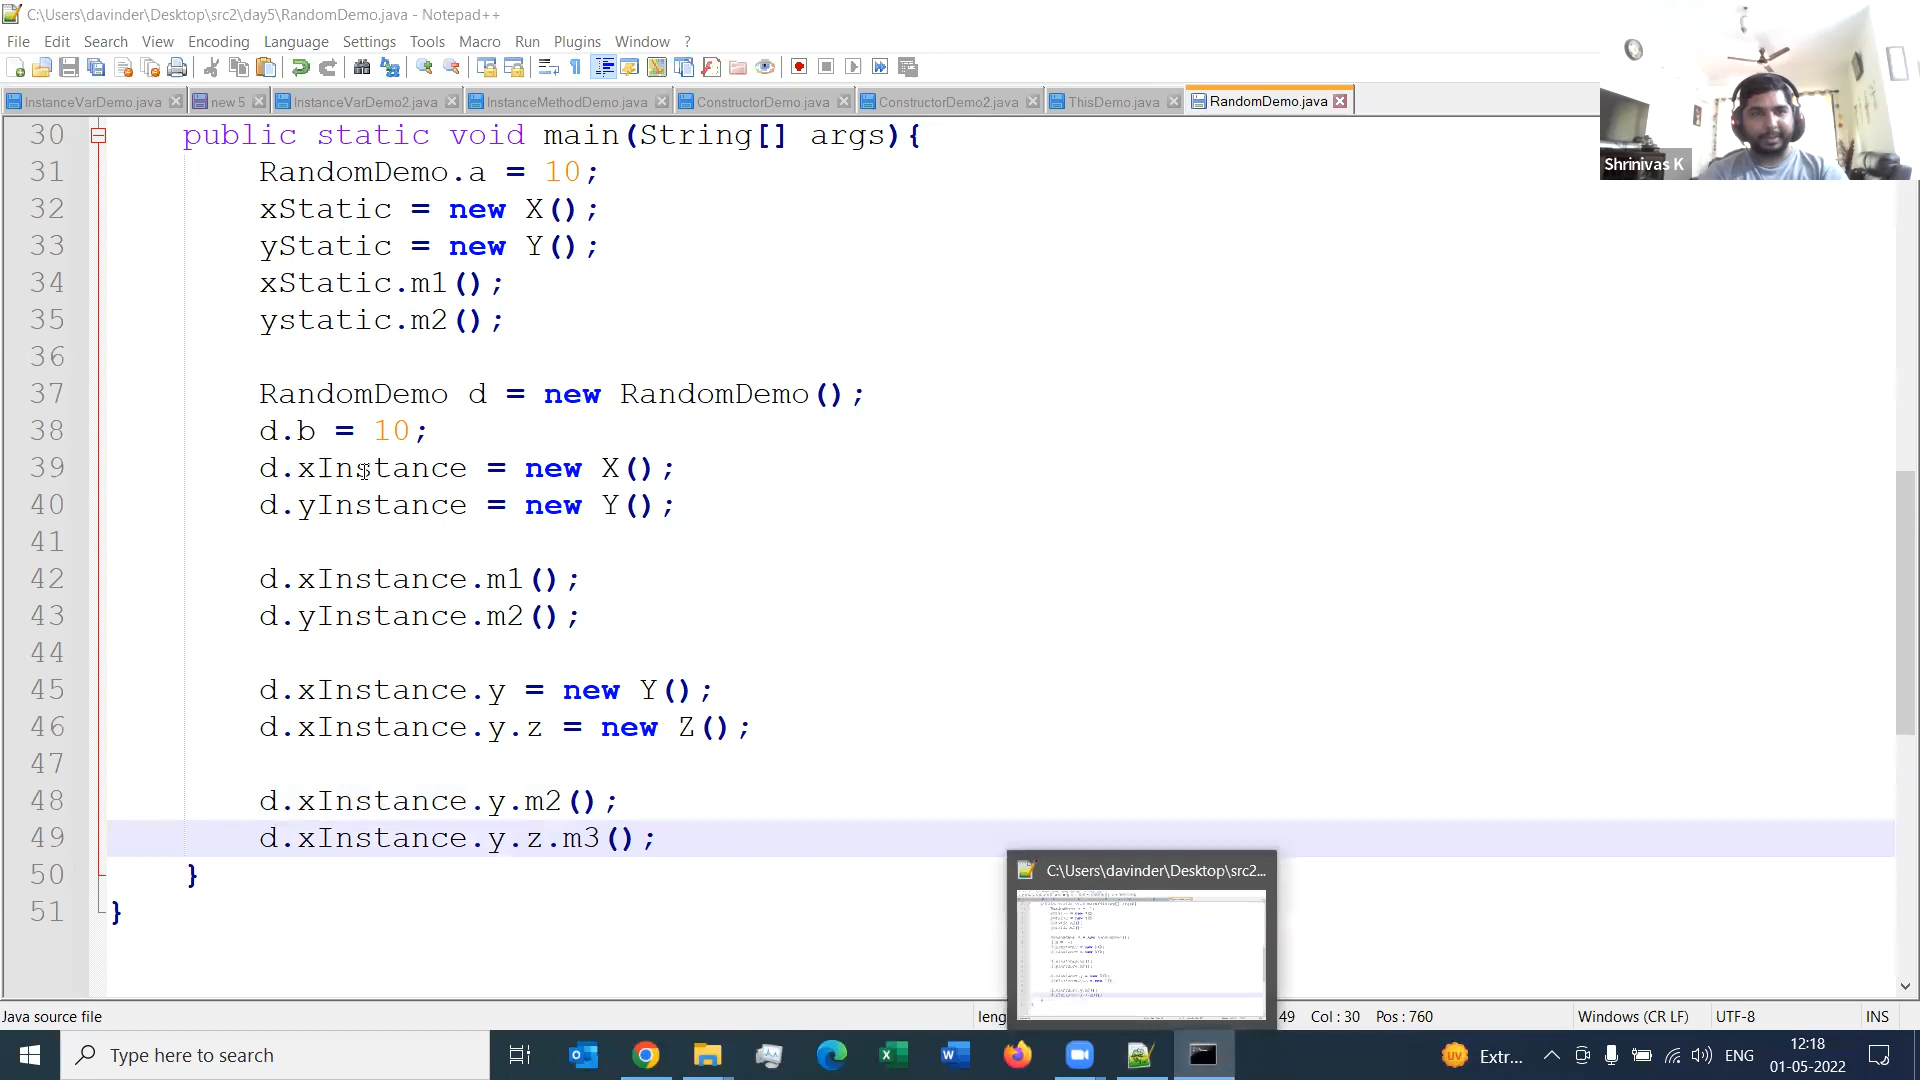 C:\Users\davinder\Desktop\src2\day5\RandomDemo.java - Notepad++
File Edit Search View Encoding Language Settings Tools Macro Run Plugins Window ?
InstanceVarDemo.java new 5 InstanceVarDemo2.java InstanceMethodDemo.java ConstructorDemo.java ConstructorDemo2.java ThisDemo.java RandomDemo.java
Shrinivas K
30 public static void main(String[] args){
31 RandomDemo.a = 10;
32 xStatic = new X();
33 yStatic = new Y();
34 xStatic.m1();
35 ystatic.m2();
36
37 RandomDemo d = new RandomDemo();
38 d.b = 10;
39 d.xInstance = new X();
40 d.yInstance = new Y();
41
42 d.xInstance.m1();
43 d.yInstance.m2();
44
45 d.xInstance.y = new Y();
46 d.xInstance.y.z = new Z();
47
48 d.xInstance.y.m2();
49 d.xInstance.y.z.m3();
50 }
51 }
C:\Users\davinder\Desktop\src2...
Java source file leng 49 Col : 30 Pos : 760 Windows (CR LF) UTF-8 INS
Type here to search
UV Extr... ENG
12:18
01-05-2022